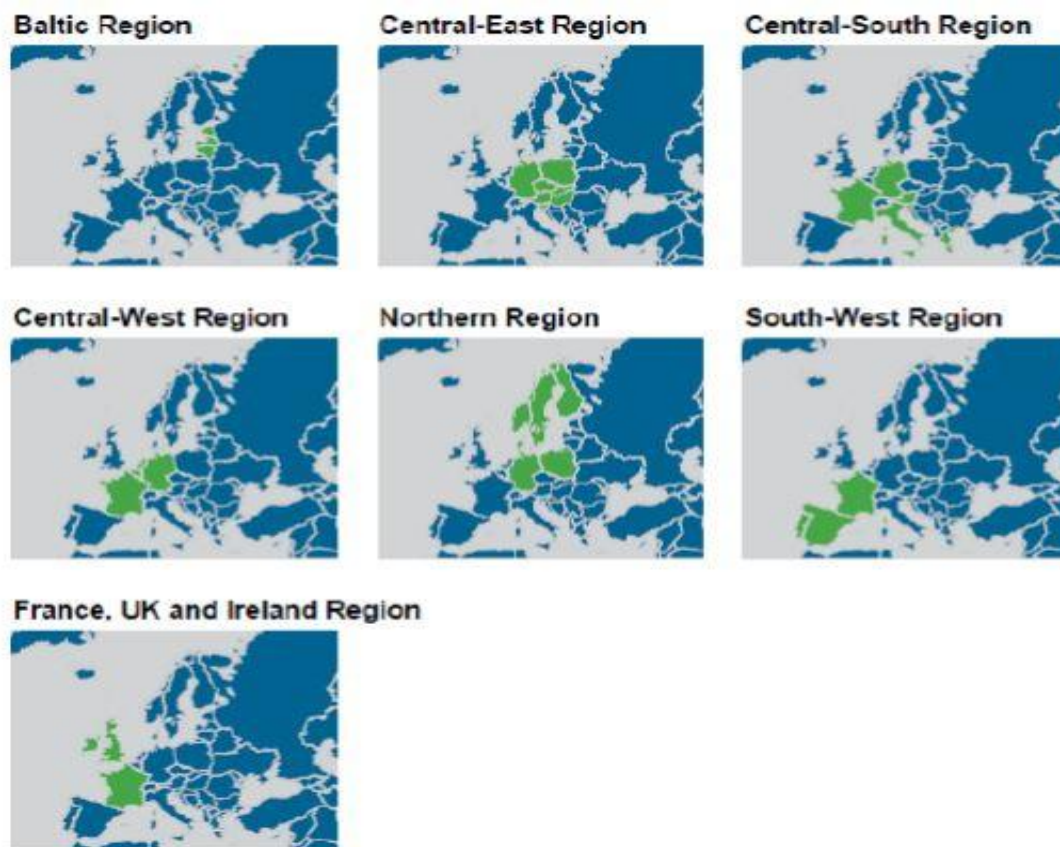 Baltic Region
Central-East Region
Central-South Region
Central-West Region
Northern Region
South-West Region
France, UK and Ireland Region